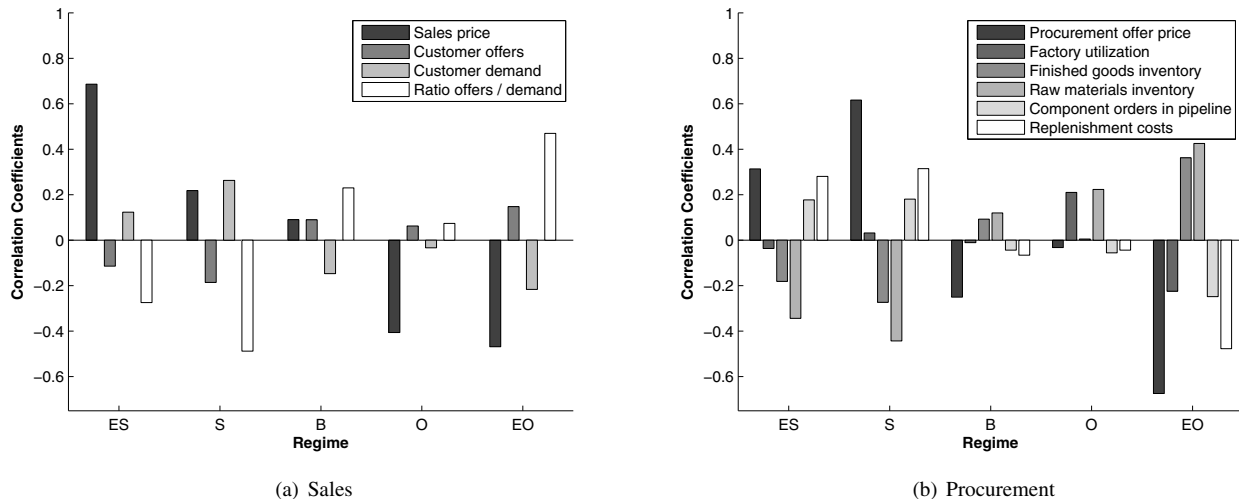 1
0.8
0.6
0.4
0.2
0
−0.2
−0.4
−0.6
Correlation Coefficients
Sales price
Customer offers
Customer demand
Ratio offers / demand
ES S B O EO
Regime
(a) Sales
1
0.8
0.6
0.4
0.2
0
−0.2
−0.4
−0.6
Correlation Coefficients
Procurement offer price
Factory utilization
Finished goods inventory
Raw materials inventory
Component orders in pipeline
Replenishment costs
ES S B O EO
Regime
(b) Procurement